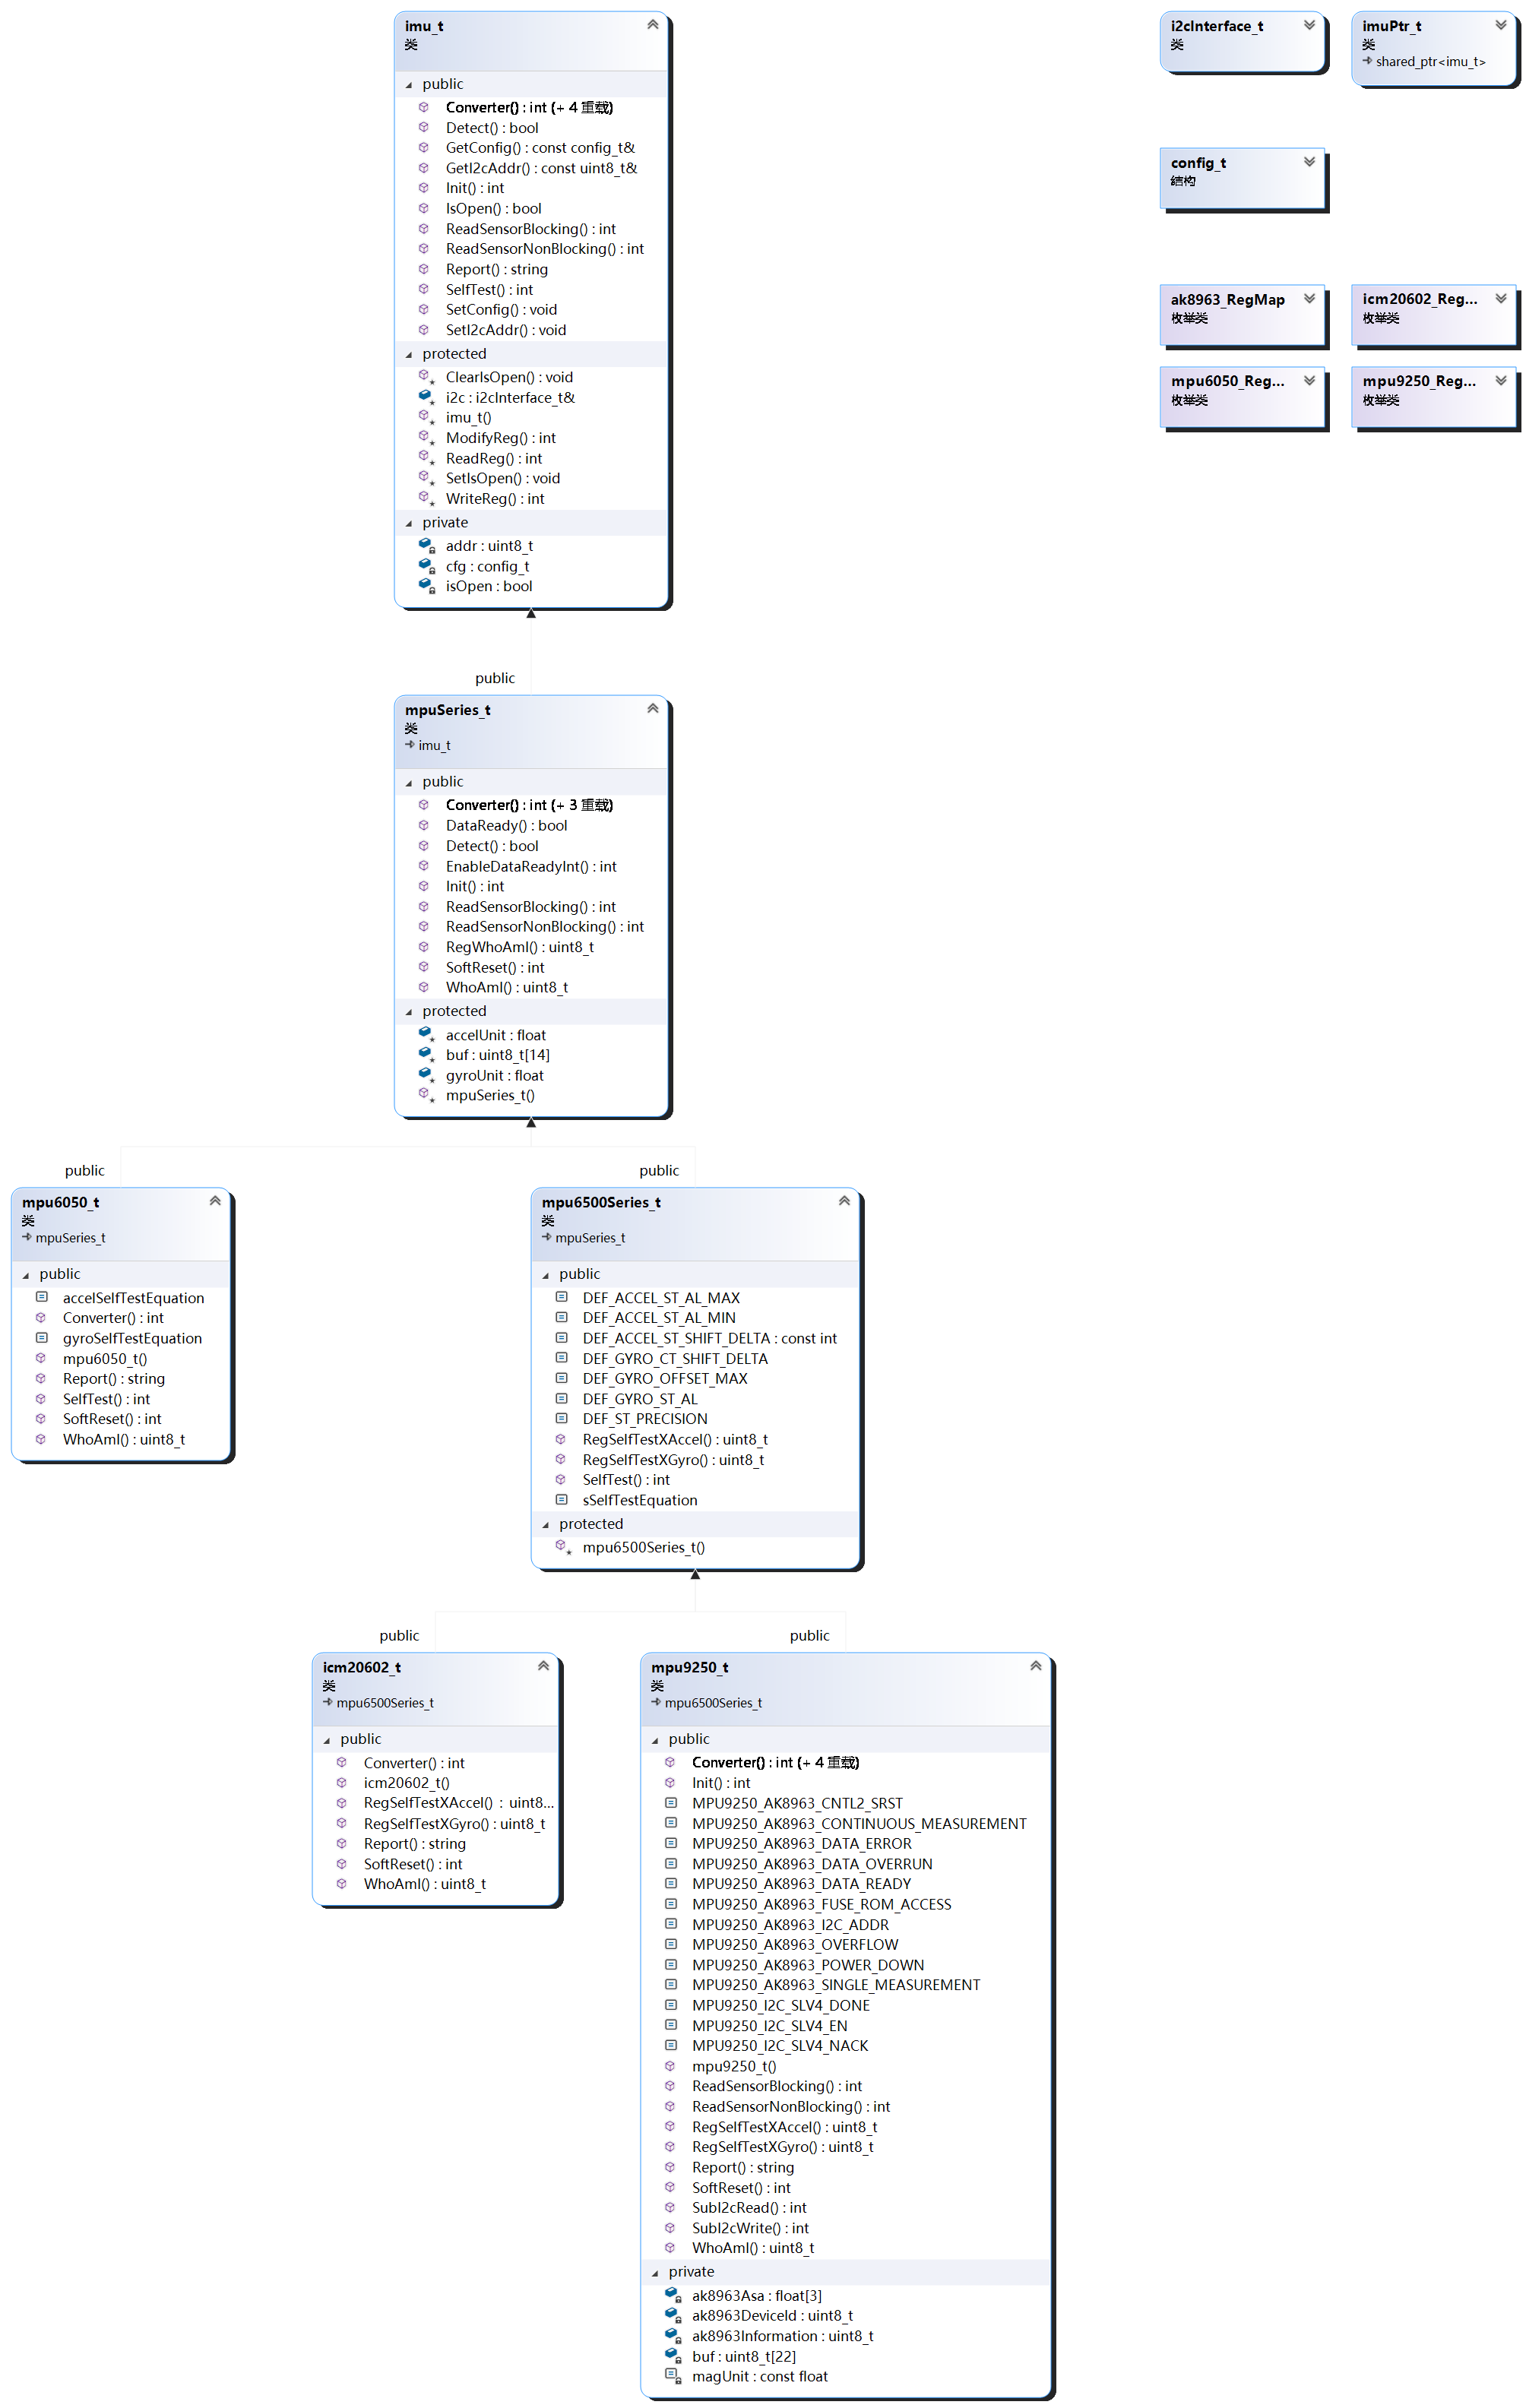 imu_t
类
public
Converter() : int (+ 4 重载)
Detect() : bool
GetConfig() : const config_t&
GetI2cAddr() : const uint8_t&
Init() : int
IsOpen() : bool
ReadSensorBlocking() : int
ReadSensorNonBlocking() : int
Report() : string
SelfTest() : int
SetConfig() : void
SetI2cAddr() : void
protected
ClearIsOpen() : void
i2c : i2cInterface_t&
imu_t()
ModifyReg() : int
ReadReg() : int
SetIsOpen() : void
WriteReg() : int
private
addr : uint8_t
cfg : config_t
isOpen : bool
i2cInterface_t
类
imuPtr_t
类
shared_ptr<imu_t>
config_t
结构
ak8963_RegMap
枚举类
icm20602_Reg...
枚举类
mpu6050_Reg...
枚举类
mpu9250_Reg...
枚举类
public
mpuSeries_t
类
imu_t
public
Converter() : int (+ 3 重载)
DataReady() : bool
Detect() : bool
EnableDataReadyInt() : int
Init() : int
ReadSensorBlocking() : int
ReadSensorNonBlocking() : int
RegWhoAmI() : uint8_t
SoftReset() : int
WhoAmI() : uint8_t
protected
accelUnit : float
buf : uint8_t[14]
gyroUnit : float
mpuSeries_t()
public
mpu6050_t
类
mpuSeries_t
public
accelSelfTestEquation
Converter() : int
gyroSelfTestEquation
mpu6050_t()
Report() : string
SelfTest() : int
SoftReset() : int
WhoAmI() : uint8_t
public
mpu6500Series_t
类
mpuSeries_t
public
DEF_ACCEL_ST_AL_MAX
DEF_ACCEL_ST_AL_MIN
DEF_ACCEL_ST_SHIFT_DELTA : const int
DEF_GYRO_CT_SHIFT_DELTA
DEF_GYRO_OFFSET_MAX
DEF_GYRO_ST_AL
DEF_ST_PRECISION
RegSelfTestXAccel() : uint8_t
RegSelfTestXGyro() : uint8_t
SelfTest() : int
sSelfTestEquation
protected
mpu6500Series_t()
public
icm20602_t
类
mpu6500Series_t
public
Converter() : int
icm20602_t()
RegSelfTestXAccel() : uint8...
RegSelfTestXGyro() : uint8_t
Report() : string
SoftReset() : int
WhoAmI() : uint8_t
public
mpu9250_t
类
mpu6500Series_t
public
Converter() : int (+ 4 重载)
Init() : int
MPU9250_AK8963_CNTL2_SRST
MPU9250_AK8963_CONTINUOUS_MEASUREMENT
MPU9250_AK8963_DATA_ERROR
MPU9250_AK8963_DATA_OVERRUN
MPU9250_AK8963_DATA_READY
MPU9250_AK8963_FUSE_ROM_ACCESS
MPU9250_AK8963_I2C_ADDR
MPU9250_AK8963_OVERFLOW
MPU9250_AK8963_POWER_DOWN
MPU9250_AK8963_SINGLE_MEASUREMENT
MPU9250_I2C_SLV4_DONE
MPU9250_I2C_SLV4_EN
MPU9250_I2C_SLV4_NACK
mpu9250_t()
ReadSensorBlocking() : int
ReadSensorNonBlocking() : int
RegSelfTestXAccel() : uint8_t
RegSelfTestXGyro() : uint8_t
Report() : string
SoftReset() : int
SubI2cRead() : int
SubI2cWrite() : int
WhoAmI() : uint8_t
private
ak8963Asa : float[3]
ak8963DeviceId : uint8_t
ak8963Information : uint8_t
buf : uint8_t[22]
magUnit : const float